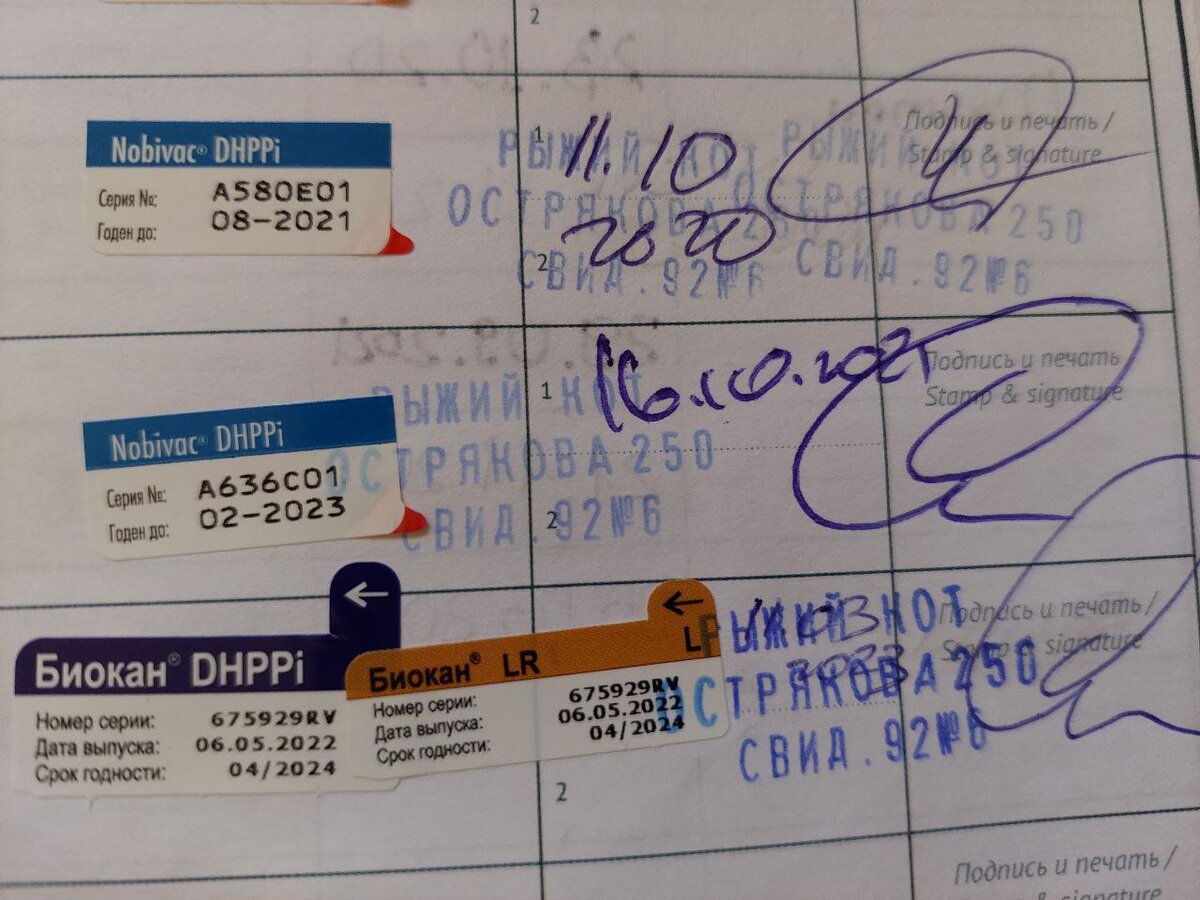 2
Nobivac® DHPPi
Серия №: A580E01
Годен до: 08-2021
1
11.10
2020
2
РЫЖИЙ КОТ
ОСТРЯКОВА 250
СВИД.92№6
Подпись и печать /
Stamp & signature
РЫЖИЙ КОТ
ОСТРЯКОВА 250
СВИД.92№6
Nobivac® DHPPi
Серия №: A636C01
Годен до: 02-2023
1
16.10.2021
2
РЫЖИЙ КОТ
ОСТРЯКОВА 250
СВИД.92№6
Подпись и печать
Stamp & signature
Биокан® DHPPi
Номер серии: 675929RV
Дата выпуска: 06.05.2022
Срок годности: 04/2024
Биокан® LR
L
Номер серии: 675929RV
Дата выпуска: 06.05.2022
Срок годности: 04/2024
РЫЖИЙ КОТ
ОСТРЯКОВА 250
СВИД.92№6
2
Подпись и печать /
Stamp & signature
Подпись и печать /
& signature